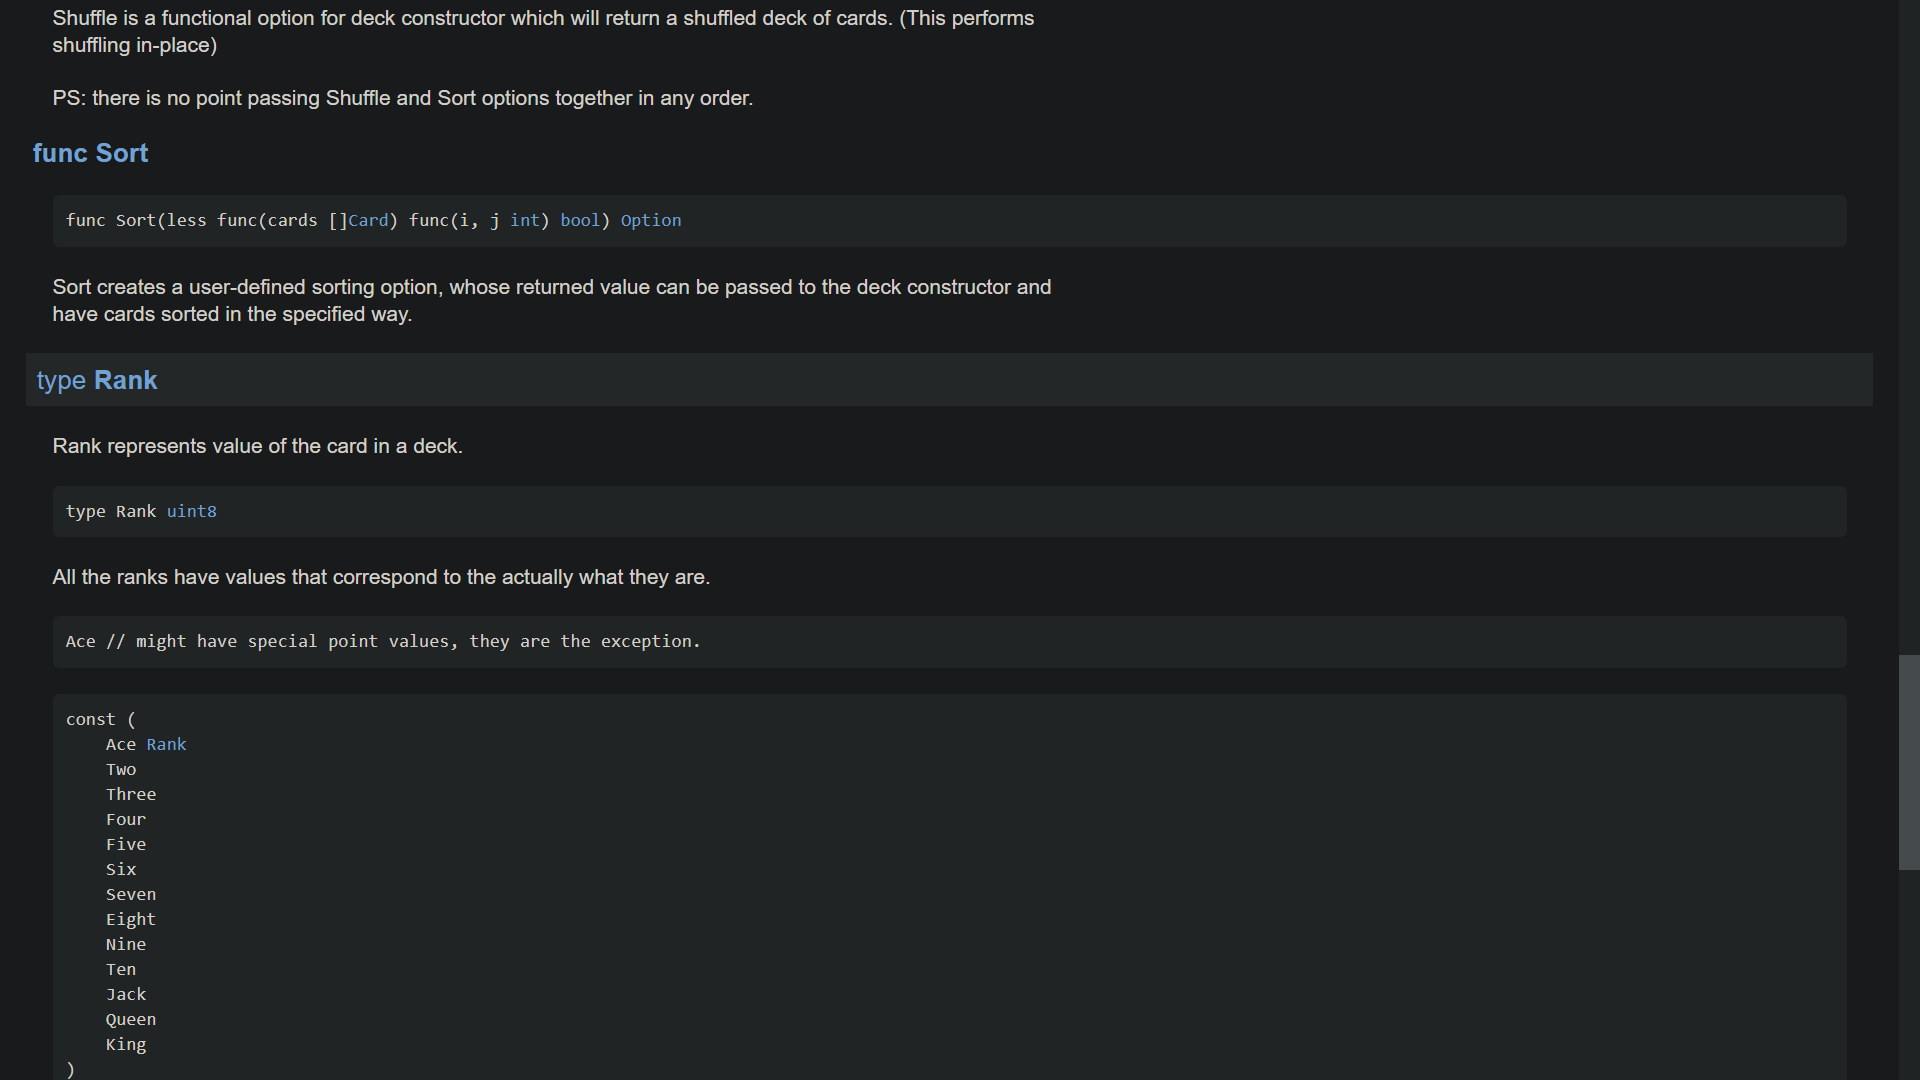 Shuffle is a functional option for deck constructor which will return a shuffled deck of cards. (This performs
shuffling in-place)
PS: there is no point passing Shuffle and Sort options together in any order.
func Sort
func Sort(less func(cards []Card) func(i, j int) bool) Option
Sort creates a user-defined sorting option, whose returned value can be passed to the deck constructor and
have cards sorted in the specified way.
type Rank
Rank represents value of the card in a deck.
type Rank uint8
All the ranks have values that correspond to the actually what they are.
Ace // might have special point values, they are the exception.
const (
    Ace Rank
    Two
    Three
    Four
    Five
    Six
    Seven
    Eight
    Nine
    Ten
    Jack
    Queen
    King
)